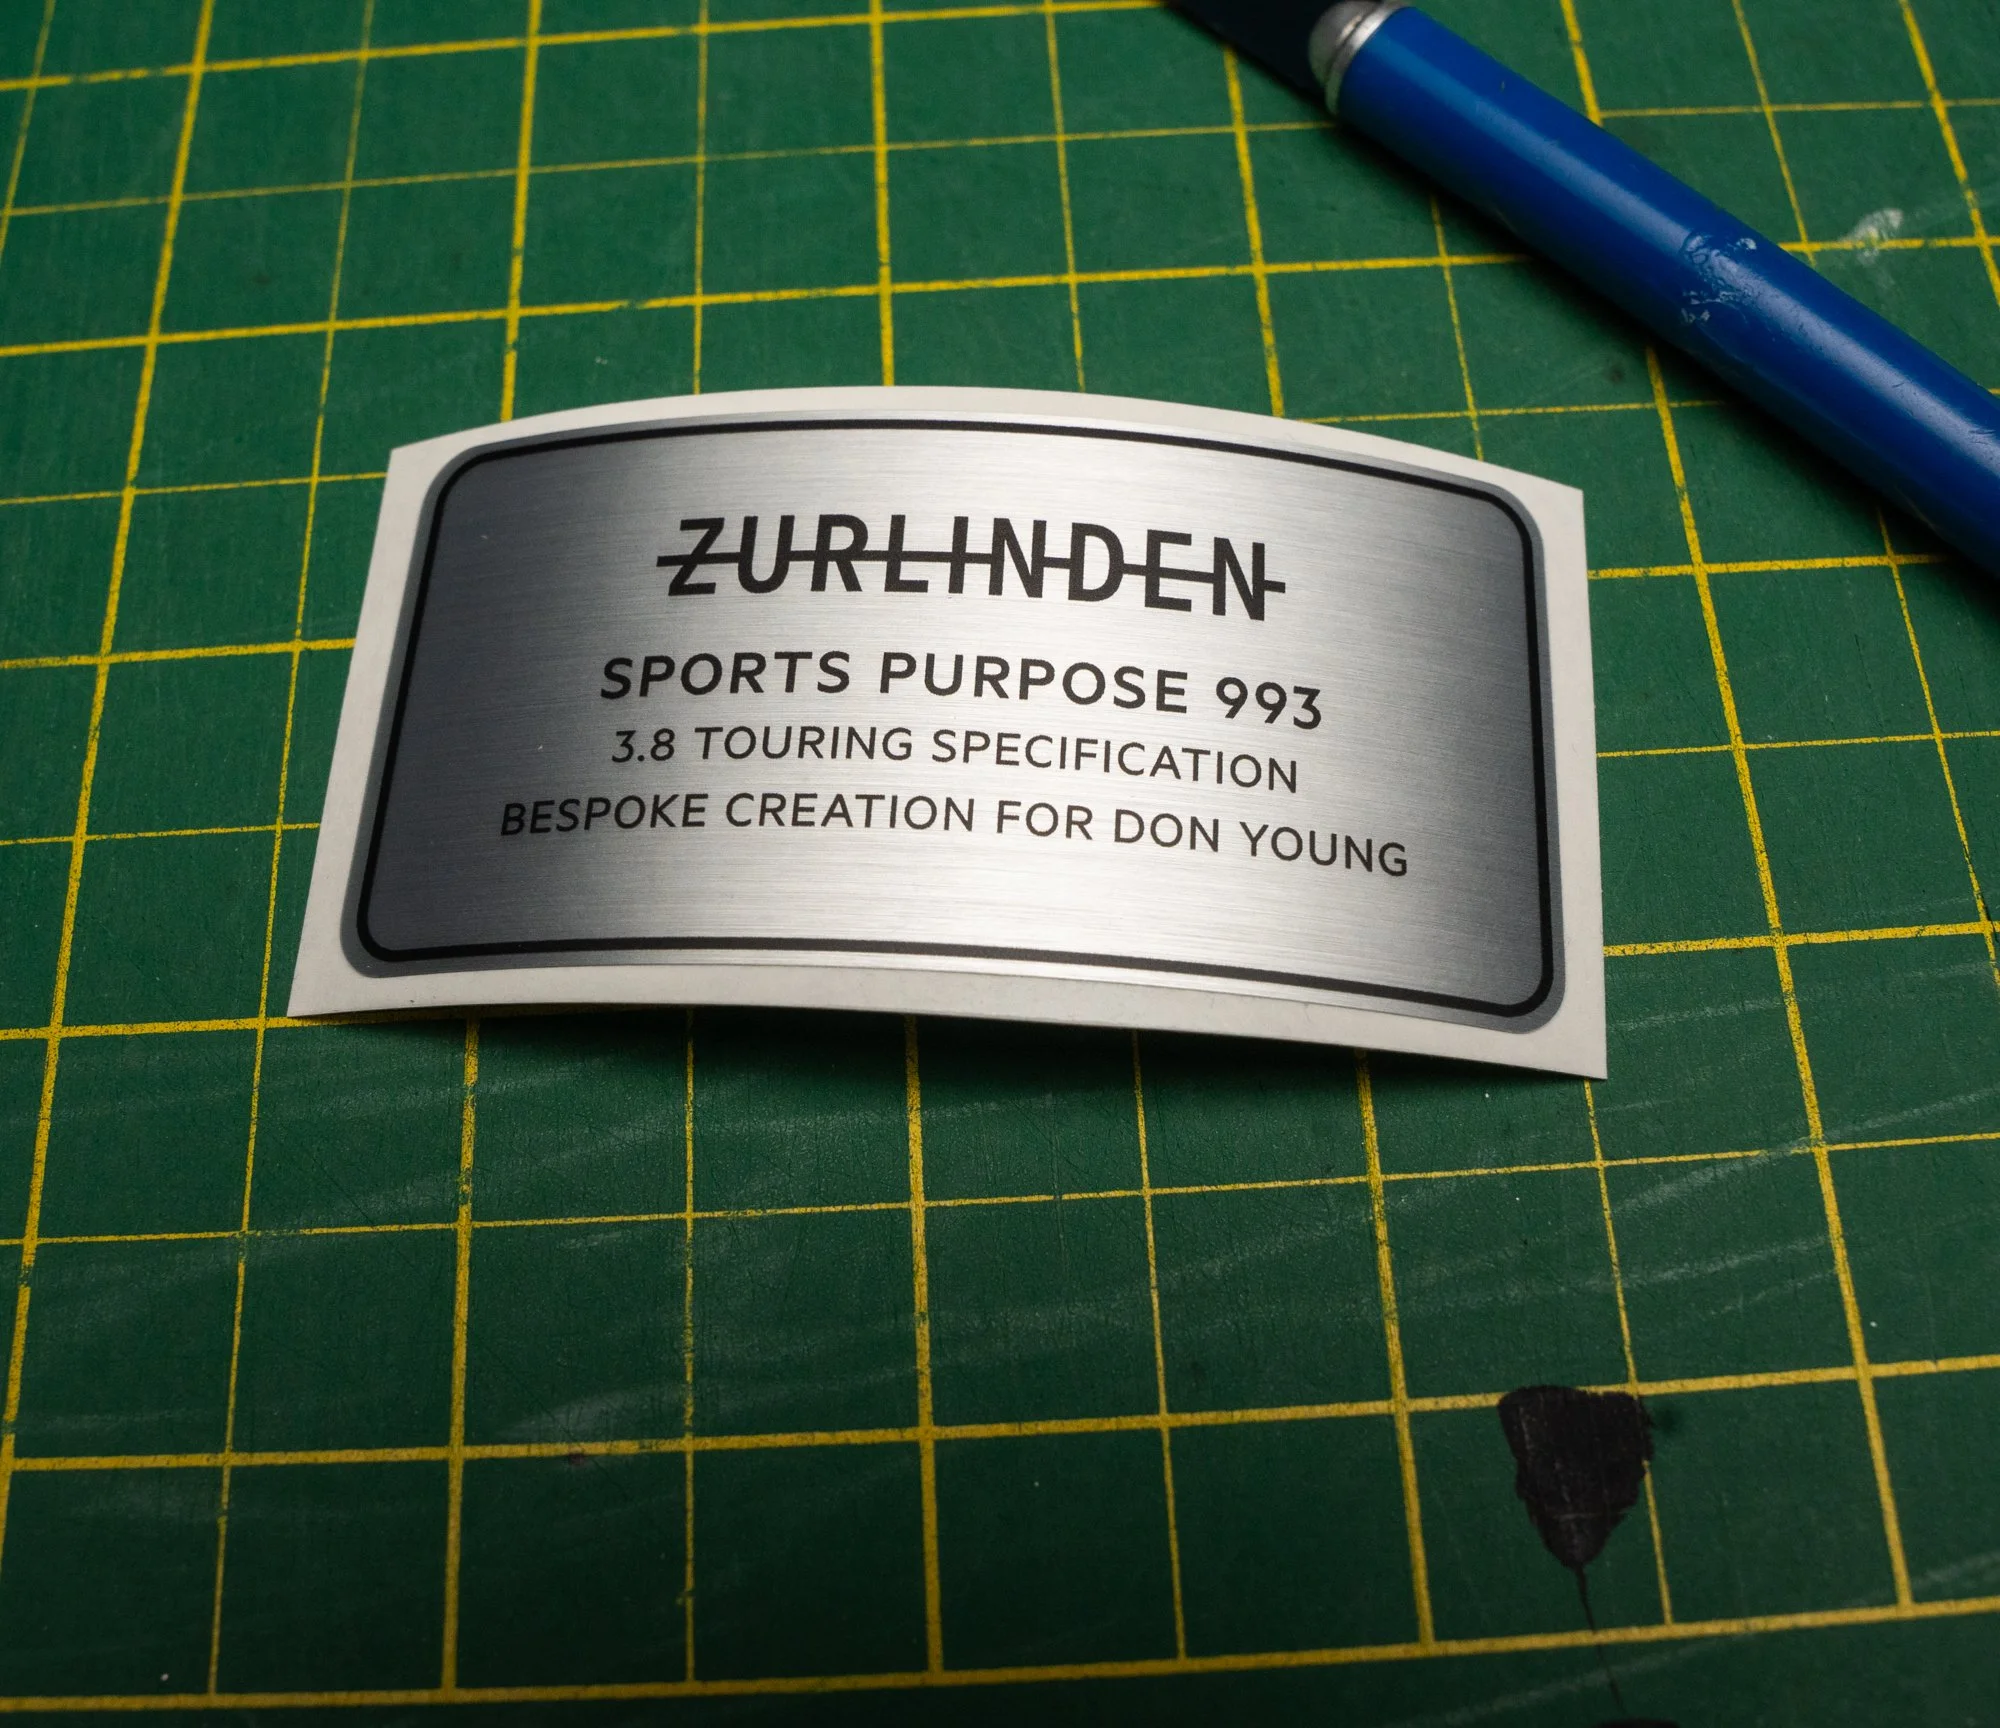 ZURLINDEN
SPORTS PURPOSE 993
3.8 TOURING SPECIFICATION
BESPOKE CREATION FOR DON YOUNG